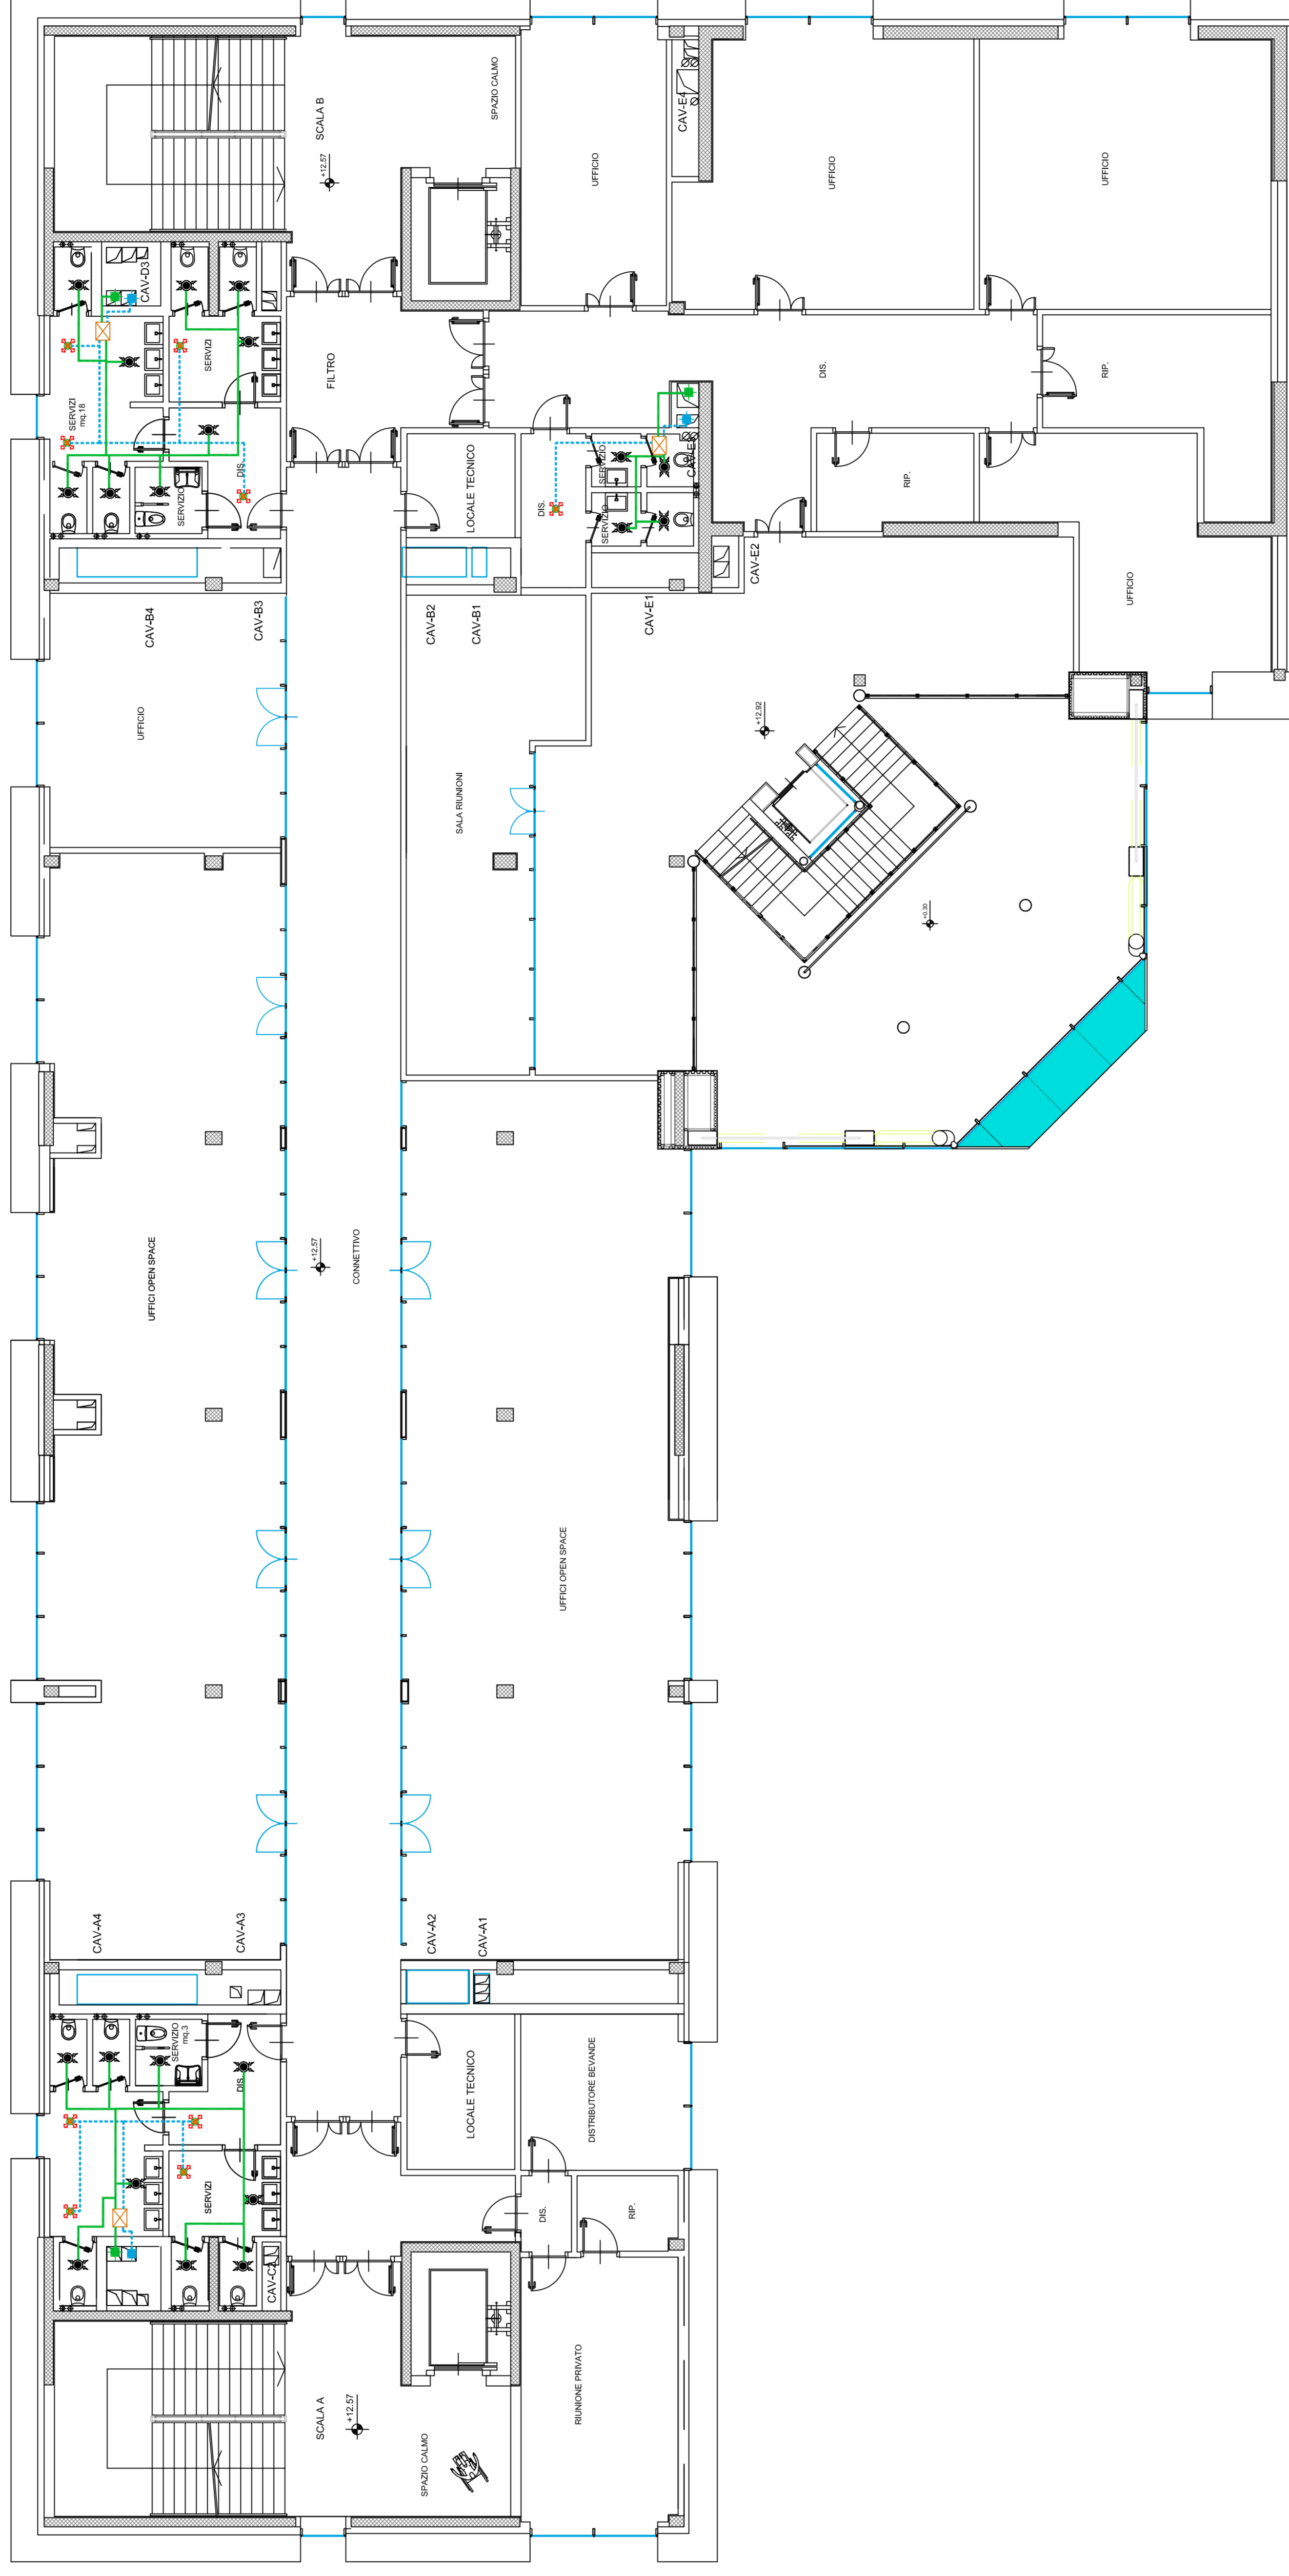 SCALA B
+12.57
SPAZIO CALMO
UFFICIO
CAV-E4
UFFICIO
UFFICIO
CAV-D3
SERVIZI
SERVIZI
mq.18
FILTRO
DIS.
RIP.
DIS.
SERVIZIO
LOCALE TECNICO
DIS.
SERVIZIO
SERVIZIO
RIP.
CAV-E2
UFFICIO
CAV-B4
CAV-B3
CAV-B2
CAV-B1
CAV-E1
UFFICIO
SALA RIUNIONI
+12.92
+0.30
UFFICI OPEN SPACE
+12.57
CONNETTIVO
UFFICI OPEN SPACE
CAV-A4
CAV-A3
CAV-A2
CAV-A1
SERVIZIO
mq.3
DIS.
LOCALE TECNICO
DISTRIBUTORE BEVANDE
SERVIZI
DIS.
RIP.
CAV-C2
SCALA A
+12.57
SPAZIO CALMO
RIUNIONE PRIVATO